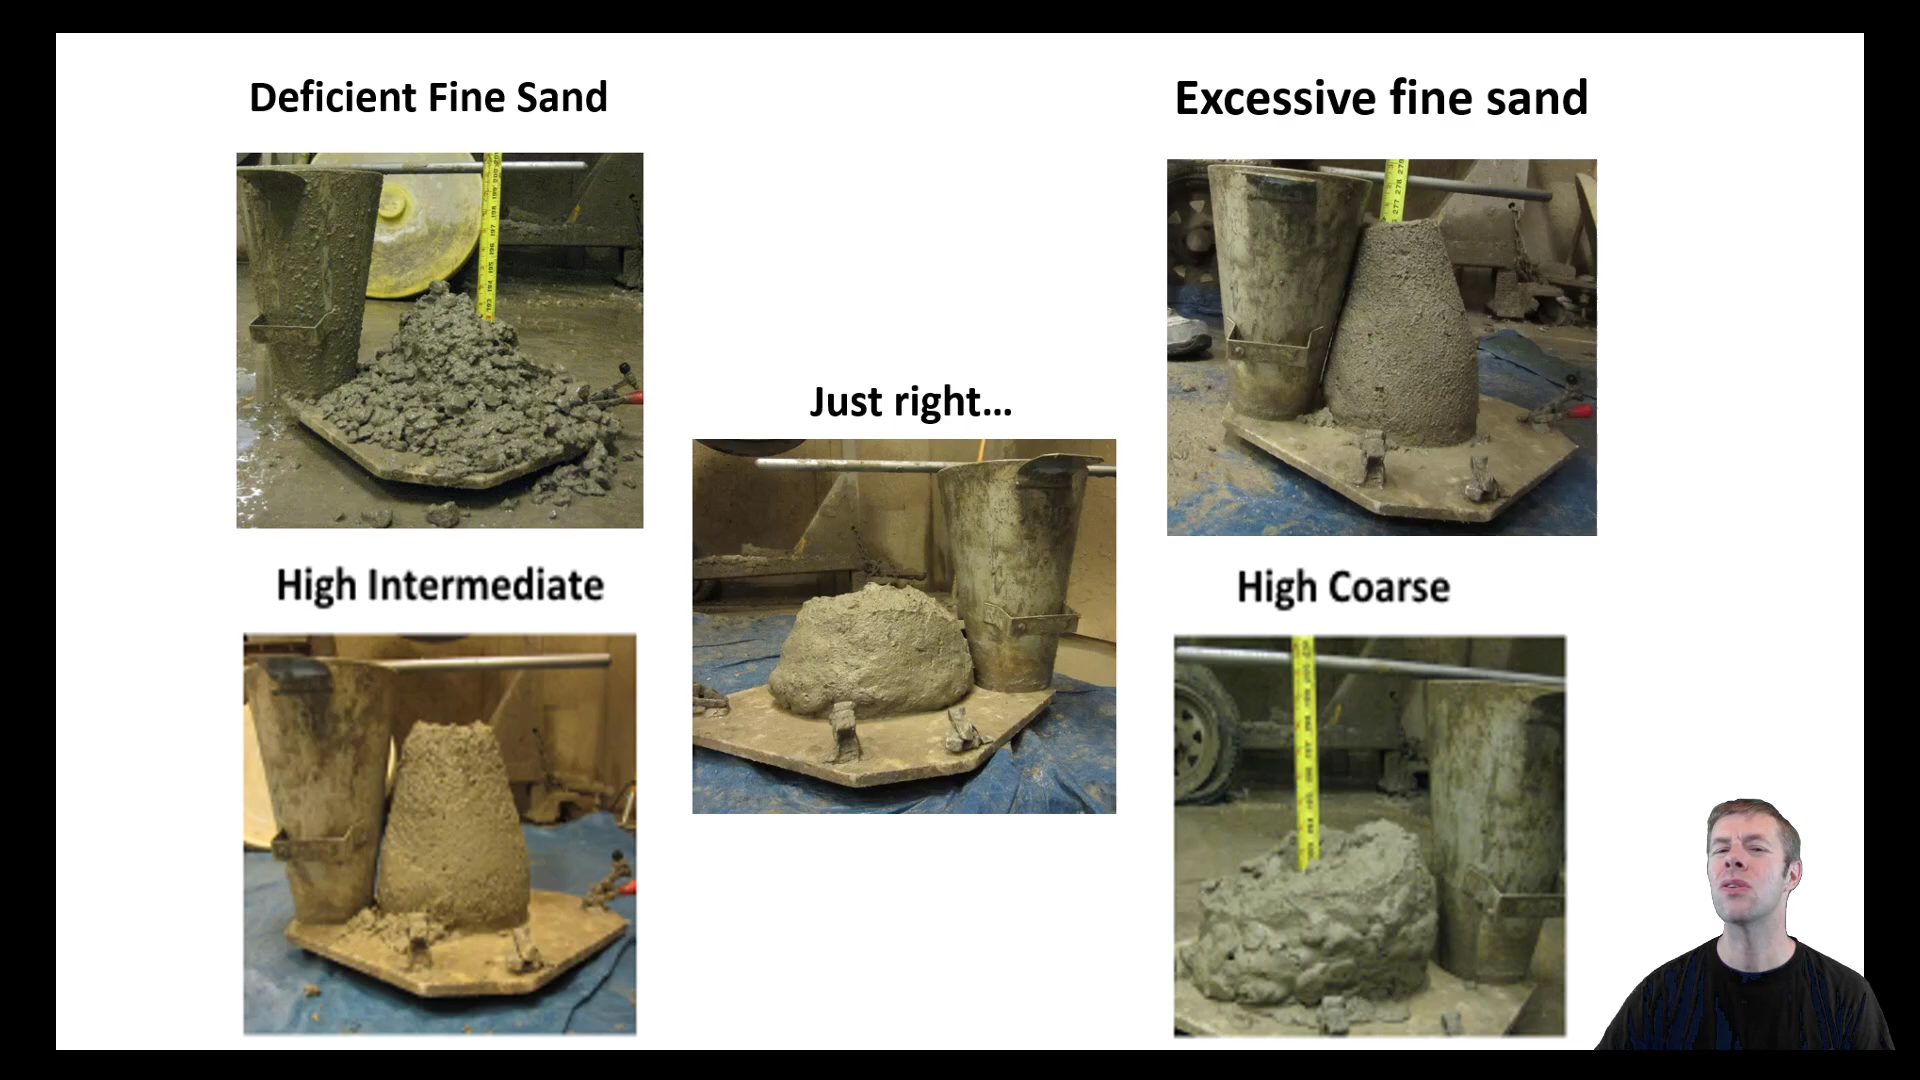 Deficient Fine Sand
Excessive fine sand
Just right...
High Intermediate
High Coarse